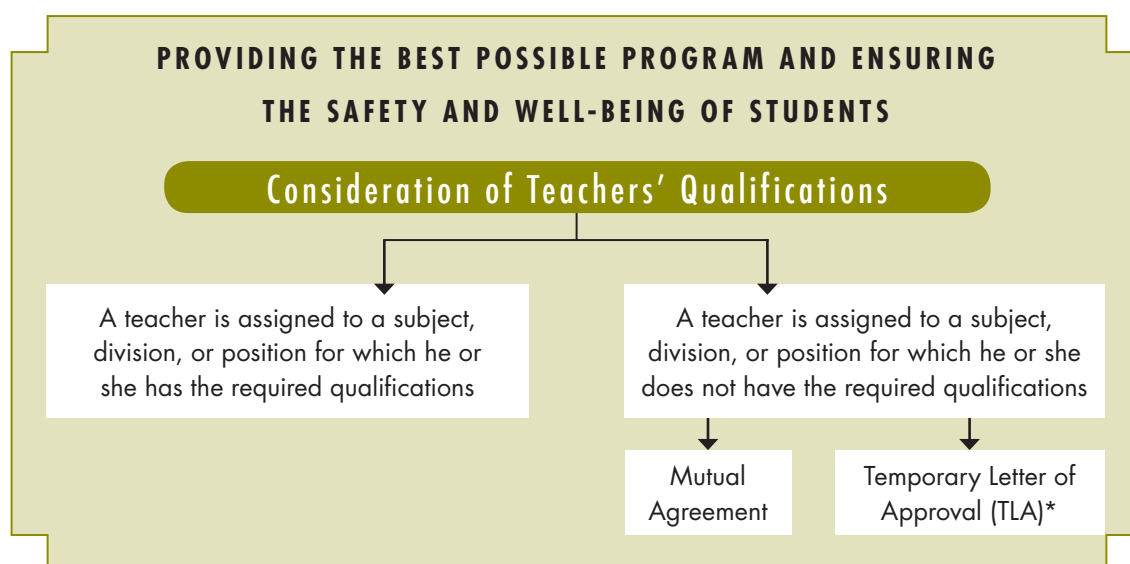 PROVIDING THE BEST POSSIBLE PROGRAM AND ENSURING
THE SAFETY AND WELL-BEING OF STUDENTS
Consideration of Teachers’ Qualifications
A teacher is assigned to a subject,
division, or position for which he or
she has the required qualifications
A teacher is assigned to a subject,
division, or position for which he or she
does not have the required qualifications
Mutual
Agreement
Temporary Letter of
Approval (TLA)*